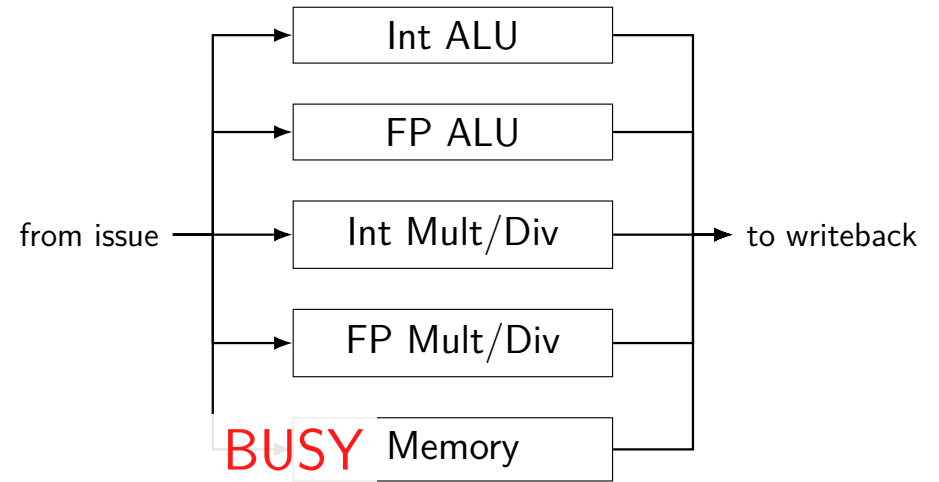 Int ALU
FP ALU
from issue
Int Mult/Div
to writeback
FP Mult/Div
BUSY
Memory